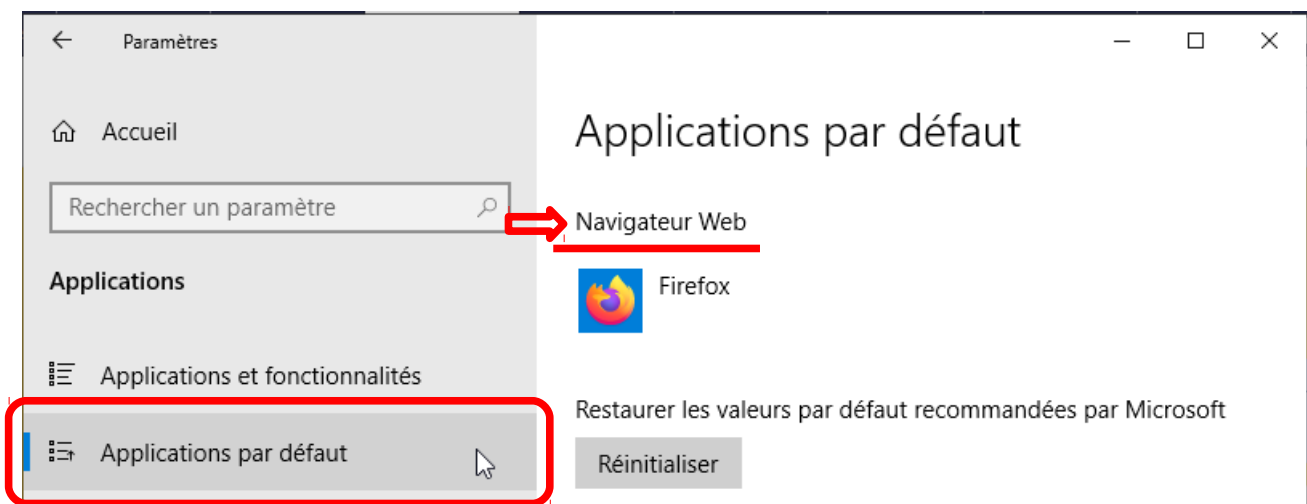 Paramètres
Accueil
Rechercher un paramètre
Applications
Applications et fonctionnalités
Applications par défaut
Applications par défaut
Navigateur Web
Firefox
Restaurer les valeurs par défaut recommandées par Microsoft
Réinitialiser